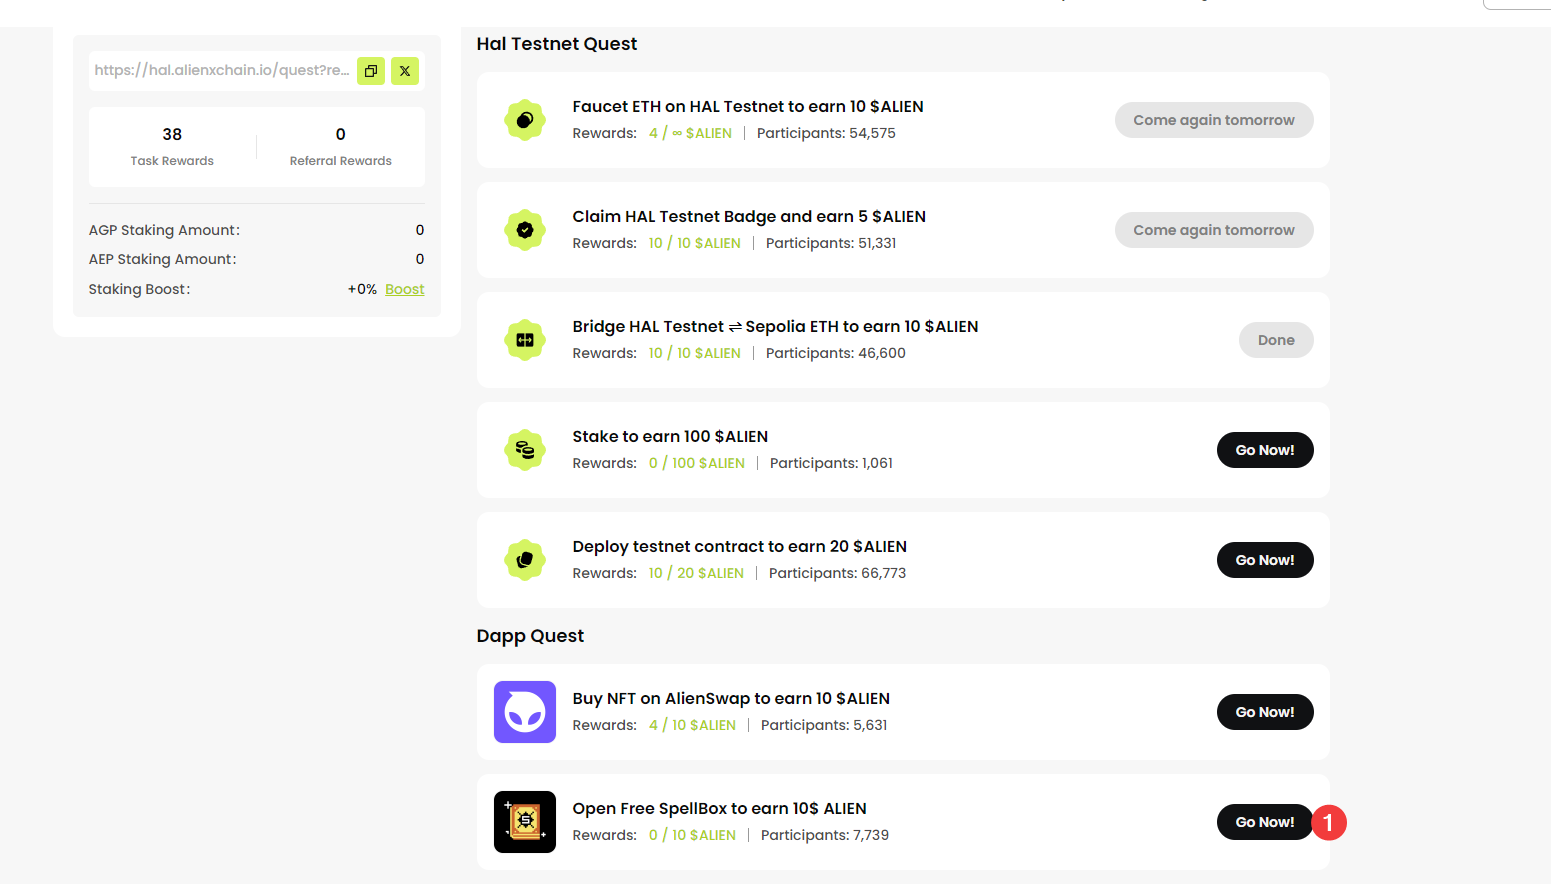 https://hal.alienxchain.io/quest?re...
38
Task Rewards
0
Referral Rewards
AGP Staking Amount: 0
AEP Staking Amount: 0
Staking Boost: +0% Boost
Hal Testnet Quest
Faucet ETH on HAL Testnet to earn 10 $ALIEN
Rewards: 4 / ∞ $ALIEN | Participants: 54,575
Come again tomorrow
Claim HAL Testnet Badge and earn 5 $ALIEN
Rewards: 10 / 10 $ALIEN | Participants: 51,331
Come again tomorrow
Bridge HAL Testnet ⇌ Sepolia ETH to earn 10 $ALIEN
Rewards: 10 / 10 $ALIEN | Participants: 46,600
Done
Stake to earn 100 $ALIEN
Rewards: 0 / 100 $ALIEN | Participants: 1,061
Go Now!
Deploy testnet contract to earn 20 $ALIEN
Rewards: 10 / 20 $ALIEN | Participants: 66,773
Go Now!
Dapp Quest
Buy NFT on AlienSwap to earn 10 $ALIEN
Rewards: 4 / 10 $ALIEN | Participants: 5,631
Go Now!
Open Free SpellBox to earn 10$ ALIEN
Rewards: 0 / 10 $ALIEN | Participants: 7,739
Go Now!
1